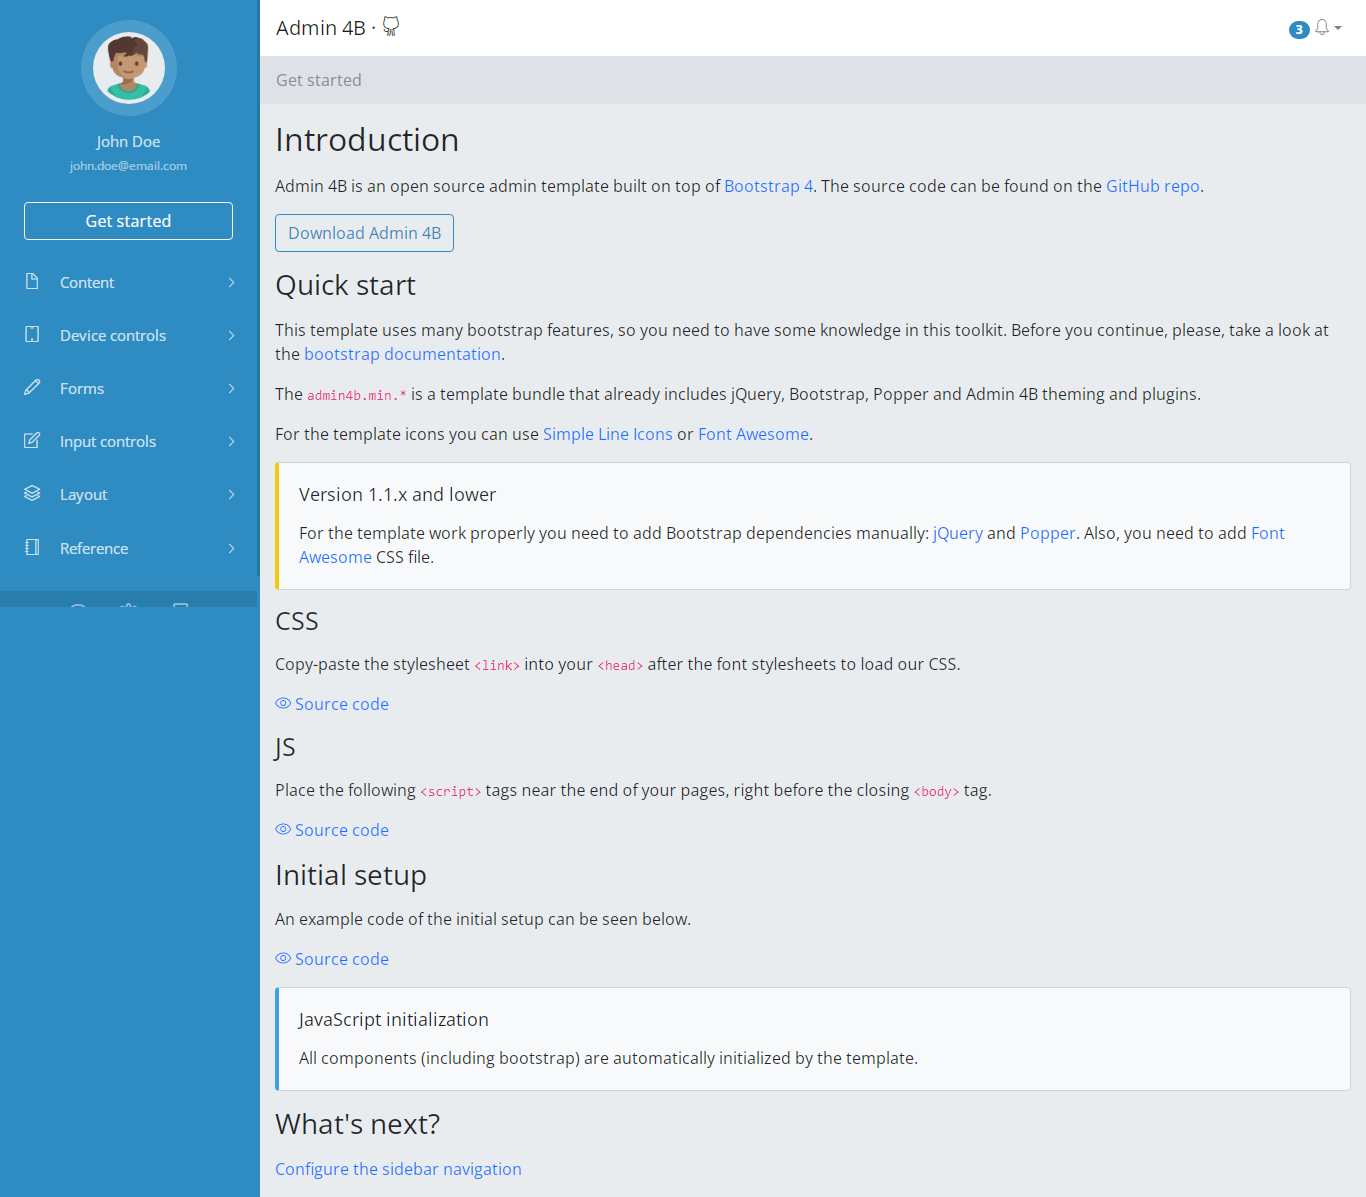 John Doe
john.doe@email.com
Get started
Content
Device controls
Forms
Input controls
Layout
Reference
Admin 4B ·
3
Get started
Introduction
Admin 4B is an open source admin template built on top of Bootstrap 4. The source code can be found on the GitHub repo.
Download Admin 4B
Quick start
This template uses many bootstrap features, so you need to have some knowledge in this toolkit. Before you continue, please, take a look at
the bootstrap documentation.
The admin4b.min.* is a template bundle that already includes jQuery, Bootstrap, Popper and Admin 4B theming and plugins.
For the template icons you can use Simple Line Icons or Font Awesome.
Version 1.1.x and lower
For the template work properly you need to add Bootstrap dependencies manually: jQuery and Popper. Also, you need to add Font
Awesome CSS file.
CSS
Copy-paste the stylesheet <link> into your <head> after the font stylesheets to load our CSS.
Source code
JS
Place the following <script> tags near the end of your pages, right before the closing <body> tag.
Source code
Initial setup
An example code of the initial setup can be seen below.
Source code
JavaScript initialization
All components (including bootstrap) are automatically initialized by the template.
What's next?
Configure the sidebar navigation